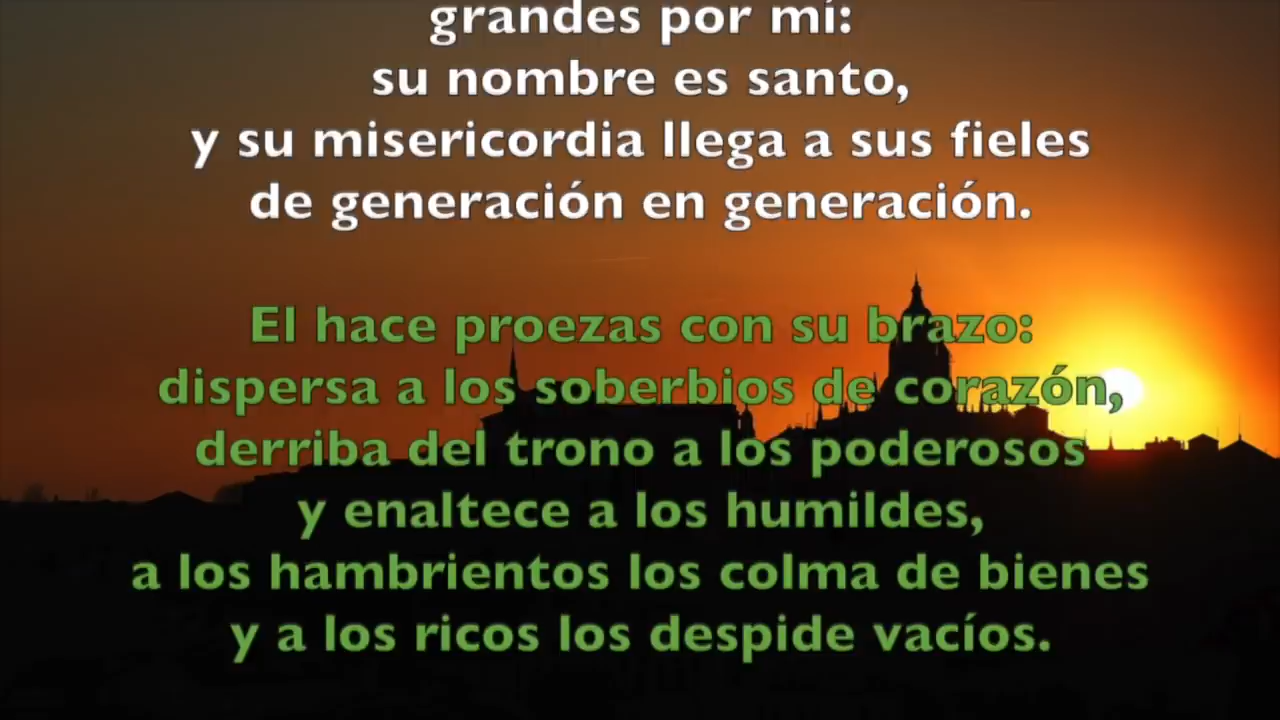 grandes por mí:
su nombre es santo,
y su misericordia llega a sus fieles
de generación en generación.
El hace proezas con su brazo:
dispersa a los soberbios de corazón,
derriba del trono a los poderosos
y enaltece a los humildes,
a los hambrientos los colma de bienes
y a los ricos los despide vacíos.